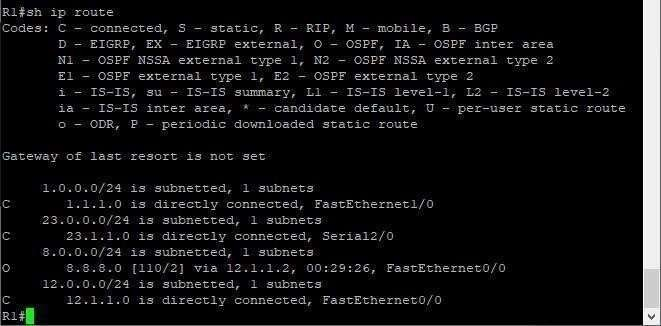 R1#sh ip route
Codes: C - connected, S - static, R - RIP, M - mobile, B - BGP
       D - EIGRP, EX - EIGRP external, O - OSPF, IA - OSPF inter area
       N1 - OSPF NSSA external type 1, N2 - OSPF NSSA external type 2
       E1 - OSPF external type 1, E2 - OSPF external type 2
       i - IS-IS, su - IS-IS summary, L1 - IS-IS level-1, L2 - IS-IS level-2
       ia - IS-IS inter area, * - candidate default, U - per-user static route
       o - ODR, P - periodic downloaded static route
Gateway of last resort is not set
     1.0.0.0/24 is subnetted, 1 subnets
C       1.1.1.0 is directly connected, FastEthernet1/0
     23.0.0.0/24 is subnetted, 1 subnets
C       23.1.1.0 is directly connected, Serial2/0
     8.0.0.0/24 is subnetted, 1 subnets
O       8.8.8.0 [110/2] via 12.1.1.2, 00:29:26, FastEthernet0/0
     12.0.0.0/24 is subnetted, 1 subnets
C       12.1.1.0 is directly connected, FastEthernet0/0
R1#